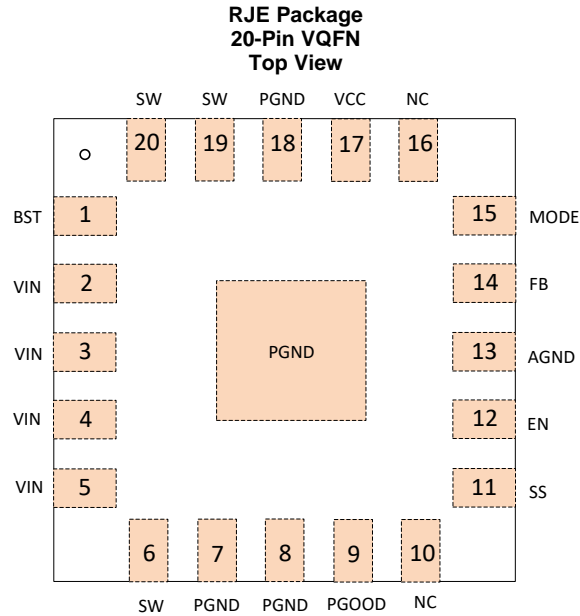 RJE Package
20-Pin VQFN
Top View
SW SW PGND VCC NC
20 19 18 17 16
BST 1 15 MODE
VIN 2 14 FB
VIN 3 PGND 13 AGND
VIN 4 12 EN
VIN 5 11 SS
6 7 8 9 10
SW PGND PGND PGOOD NC